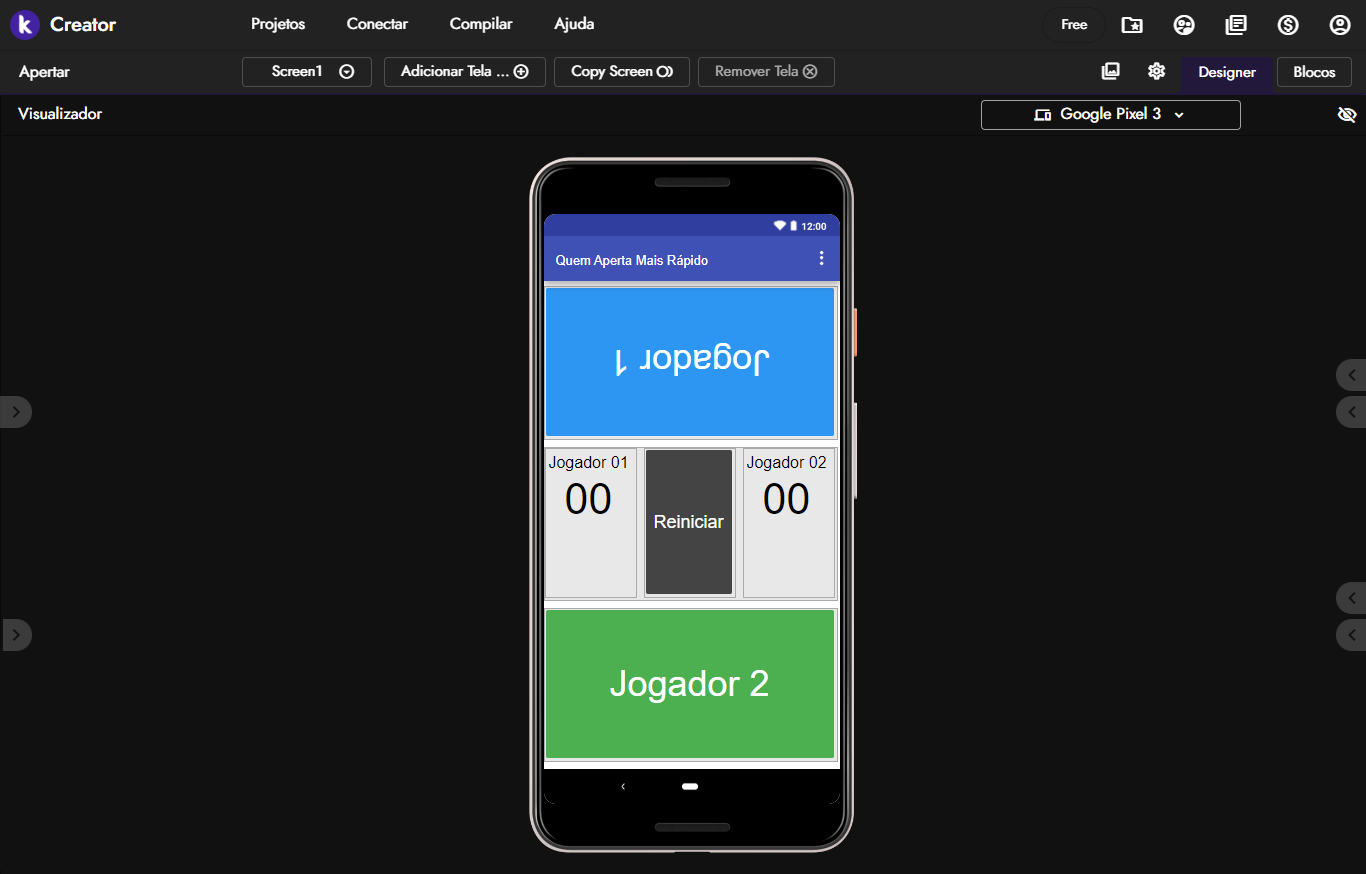 Creator Projetos Conectar Compilar Ajuda Free
Apertar Screen1 Adicionar Tela ... Copy Screen Remover Tela Designer Blocos
Visualizador Google Pixel 3
12:00
Quem Aperta Mais Rápido
Jogador 1
Jogador 01 Jogador 02
00 00
Reiniciar
Jogador 2